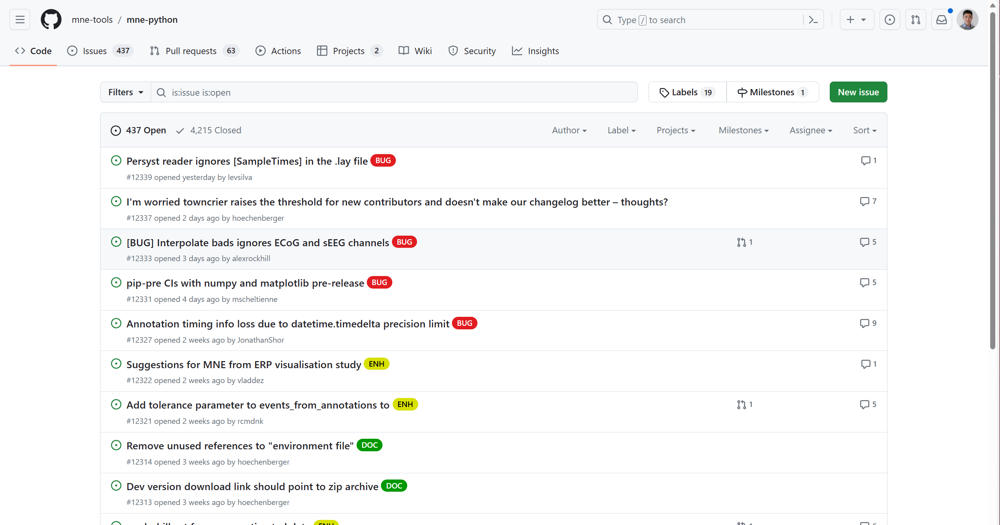 mne-tools / mne-python
Type / to search
Code Issues 437 Pull requests 63 Actions Projects 2 Wiki Security Insights
Filters is:issue is:open Labels 19 Milestones 1 New issue
437 Open 4,215 Closed Author Label Projects Milestones Assignee Sort
Persyst reader ignores [SampleTimes] in the .lay file BUG 1
#12339 opened yesterday by levsilva
I'm worried towncrier raises the threshold for new contributors and doesn't make our changelog better – thoughts? 7
#12337 opened 2 days ago by hoechenberger
[BUG] Interpolate bads ignores ECoG and sEEG channels BUG 1 5
#12333 opened 3 days ago by alexrockhill
pip-pre CIs with numpy and matplotlib pre-release BUG 5
#12331 opened 4 days ago by mscheltienne
Annotation timing info loss due to datetime.timedelta precision limit BUG 9
#12327 opened 2 weeks ago by JonathanShor
Suggestions for MNE from ERP visualisation study ENH 1
#12322 opened 2 weeks ago by vladdez
Add tolerance parameter to events_from_annotations to ENH 1 5
#12321 opened 2 weeks ago by rcmdnk
Remove unused references to "environment file" DOC
#12314 opened 3 weeks ago by hoechenberger
Dev version download link should point to zip archive DOC
#12313 opened 3 weeks ago by hoechenberger
ENH 1